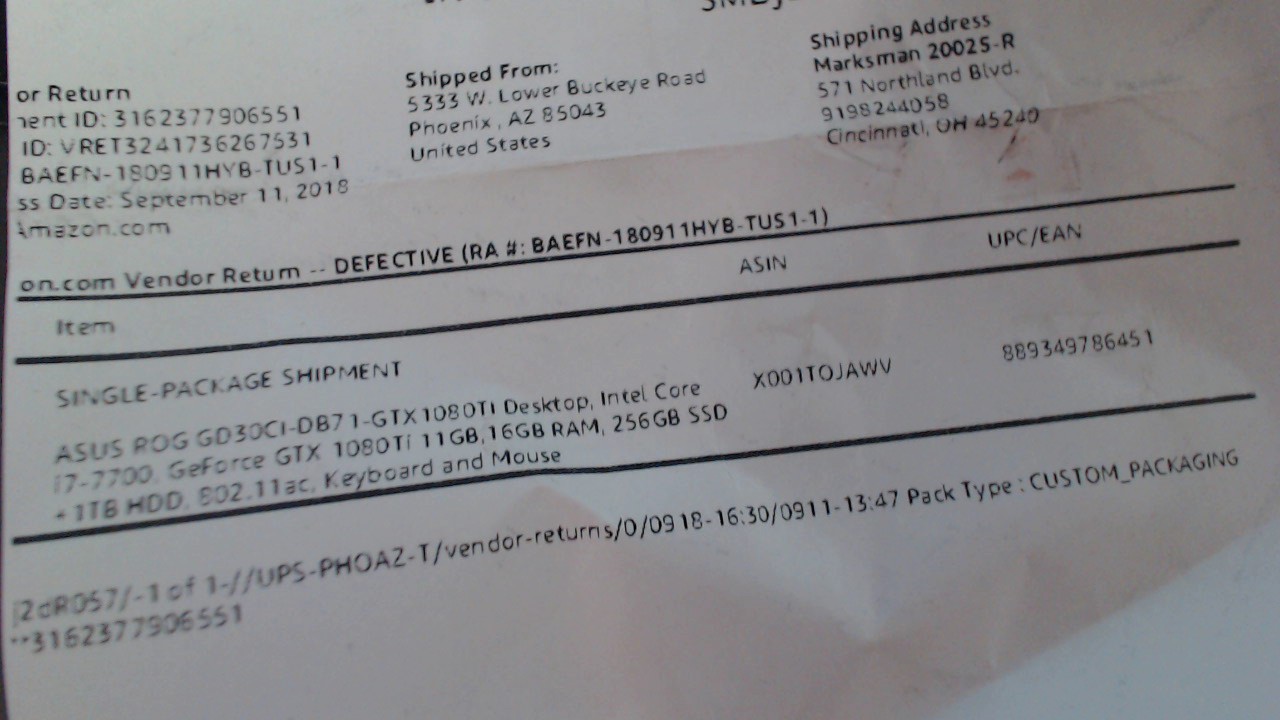 or Return
ent ID: 3162377906551
ID: VRET3241736267531
BAEFN-180911HYB-TUS1-1
ss Date: September 11, 2018
Amazon.com
Shipped From:
5333 W. Lower Buckeye Road
Phoenix , AZ 85043
United States
Shipping Address
Marksman 2002S-R
571 Northland Blvd.
9198244058
Cincinnati, OH 45240
on.com Vendor Return -- DEFECTIVE (RA #: BAEFN-180911HYB-TUS1-1)
Item ASIN UPC/EAN
SINGLE-PACKAGE SHIPMENT
ASUS ROG GD30CI-DB71-GTX1080TI Desktop, Intel Core X001TOJAWV 889349786451
i7-7700, GeForce GTX 1080Ti 11GB,16GB RAM, 256GB SSD
+ 1TB HDD, 802.11ac, Keyboard and Mouse
2dR057/-1 of 1-//UPS-PHOAZ-T/vendor-returns/0/0918-16:30/0911-13:47 Pack Type : CUSTOM_PACKAGING
**3162377906551